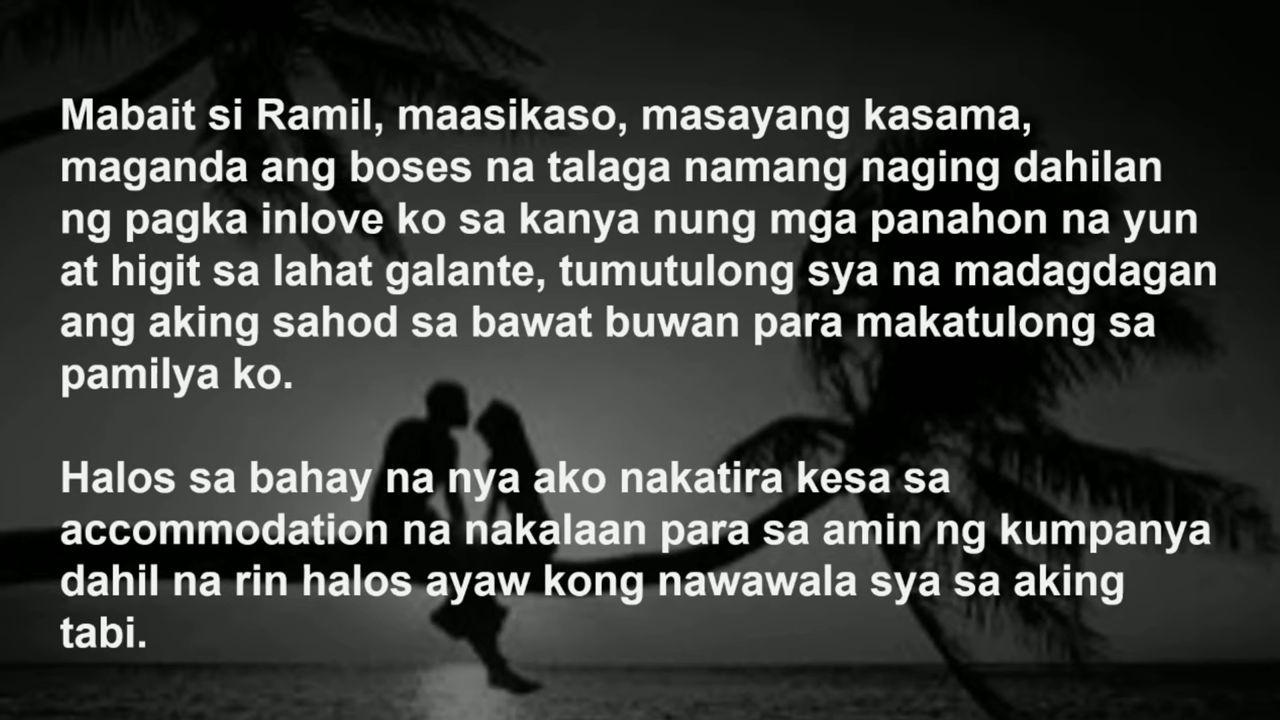 Mabait si Ramil, maasikaso, masayang kasama,
maganda ang boses na talaga namang naging dahilan
ng pagka inlove ko sa kanya nung mga panahon na yun
at higit sa lahat galante, tumutulong sya na madagdagan
ang aking sahod sa bawat buwan para makatulong sa
pamilya ko.
Halos sa bahay na nya ako nakatira kesa sa
accommodation na nakalaan para sa amin ng kumpanya
dahil na rin halos ayaw kong nawawala sya sa aking
tabi.